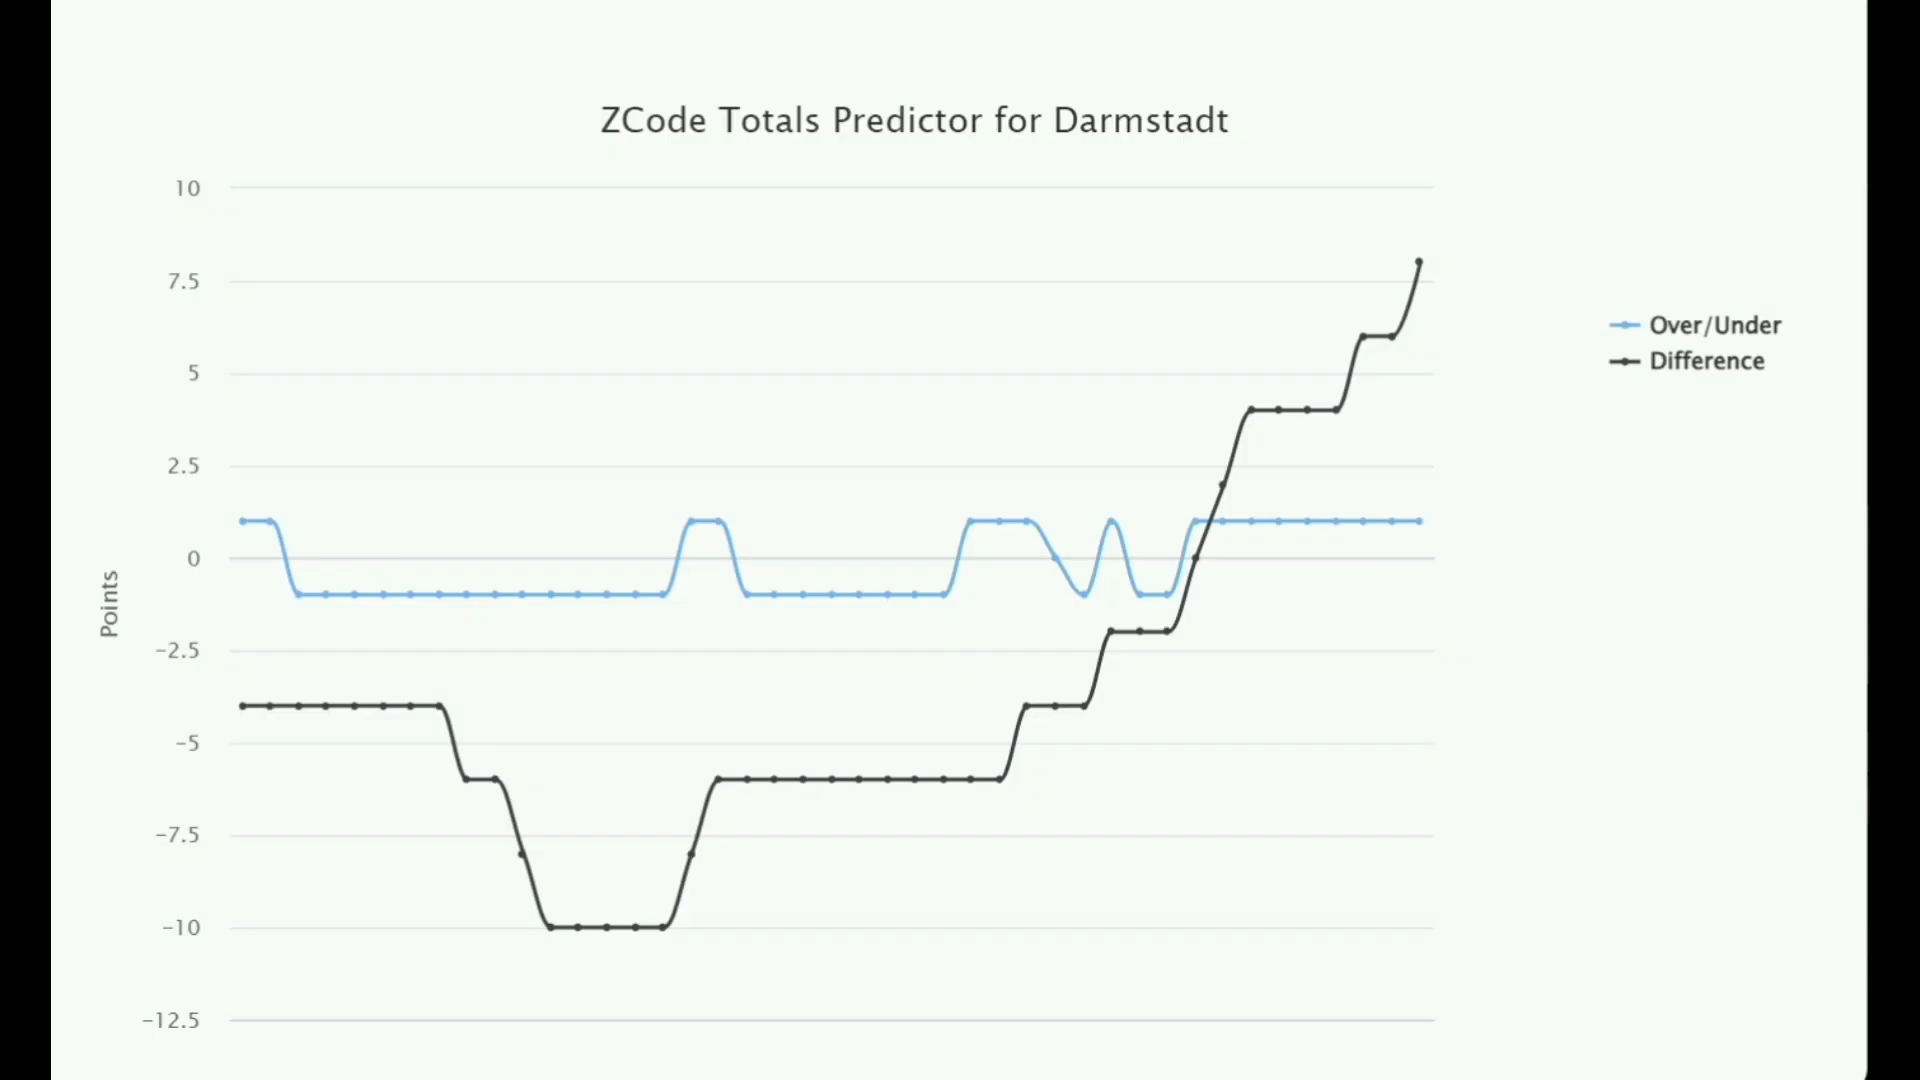 ZCode Totals Predictor for Darmstadt
10
7.5
5
2.5
0
−2.5
−5
−7.5
−10
−12.5
Points
Over/Under
Difference